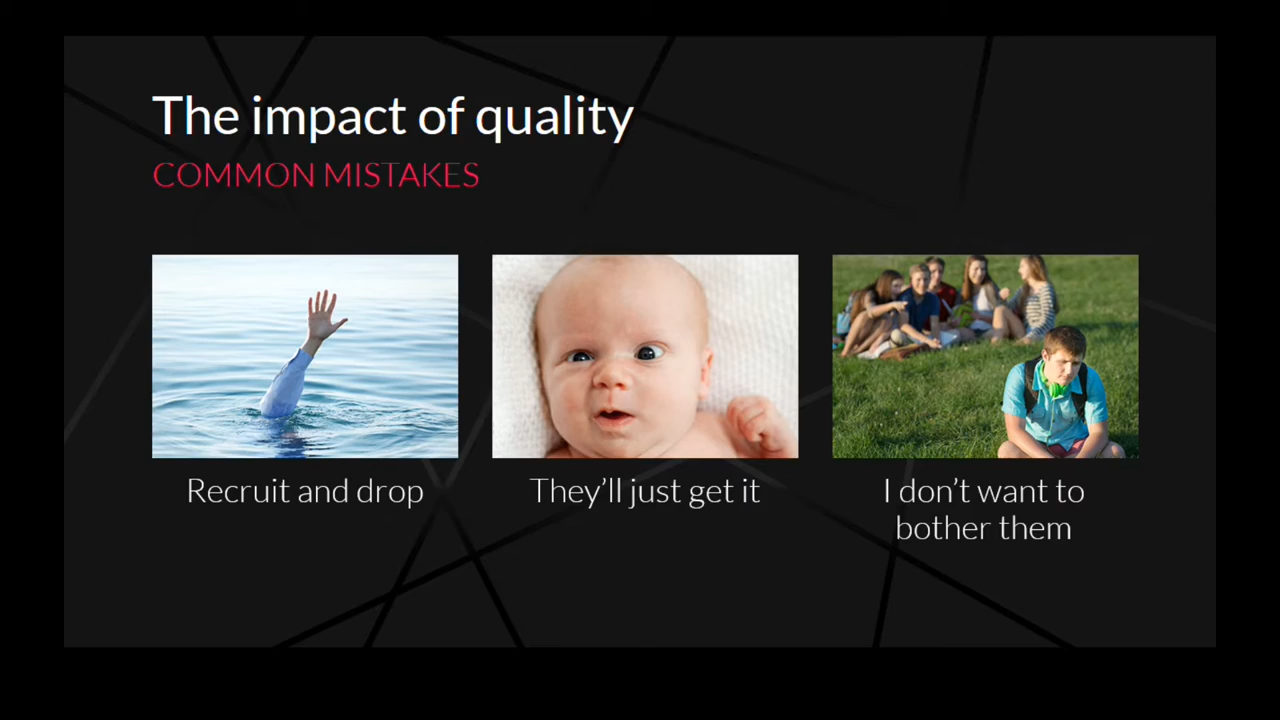 The impact of quality
COMMON MISTAKES
Recruit and drop
They'll just get it
I don't want to
bother them